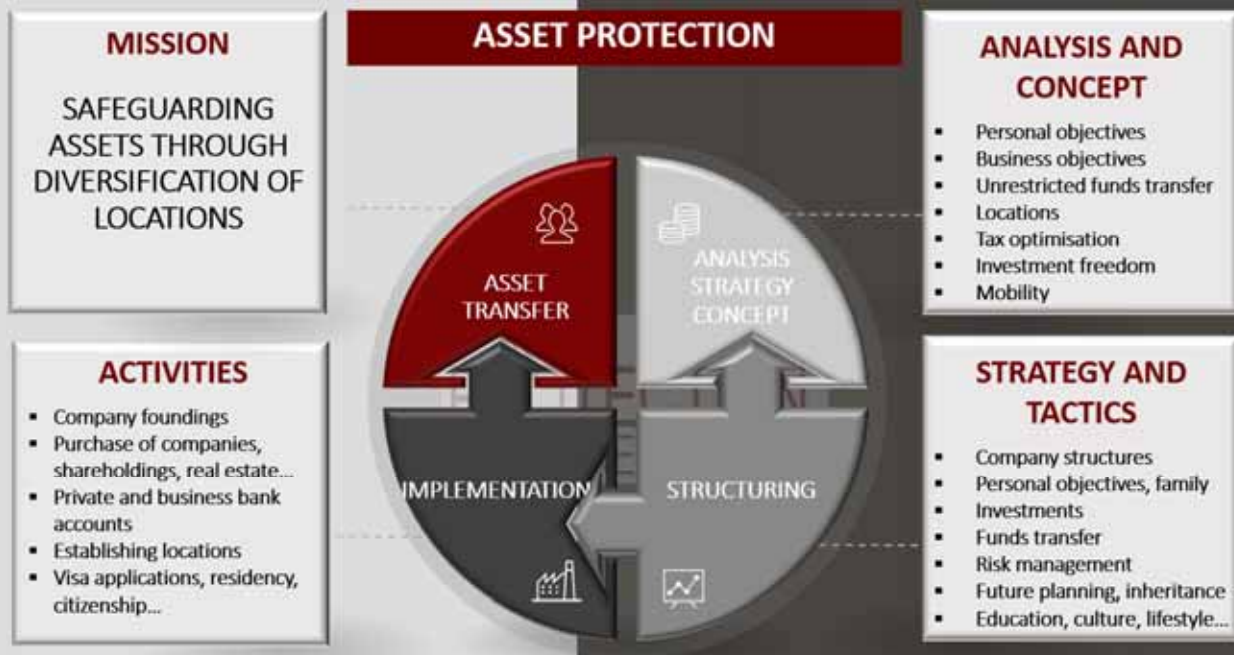 ASSET PROTECTION
MISSION
SAFEGUARDING
ASSETS THROUGH
DIVERSIFICATION OF
LOCATIONS
ACTIVITIES
▪ Company foundings
▪ Purchase of companies,
shareholdings, real estate...
▪ Private and business bank
accounts
▪ Establishing locations
▪ Visa applications, residency,
citizenship...
ASSET
TRANSFER
ANALYSIS
STRATEGY
CONCEPT
IMPLEMENTATION
STRUCTURING
ANALYSIS AND
CONCEPT
▪ Personal objectives
▪ Business objectives
▪ Unrestricted funds transfer
▪ Locations
▪ Tax optimisation
▪ Investment freedom
▪ Mobility
STRATEGY AND
TACTICS
▪ Company structures
▪ Personal objectives, family
▪ Investments
▪ Funds transfer
▪ Risk management
▪ Future planning, inheritance
▪ Education, culture, lifestyle...